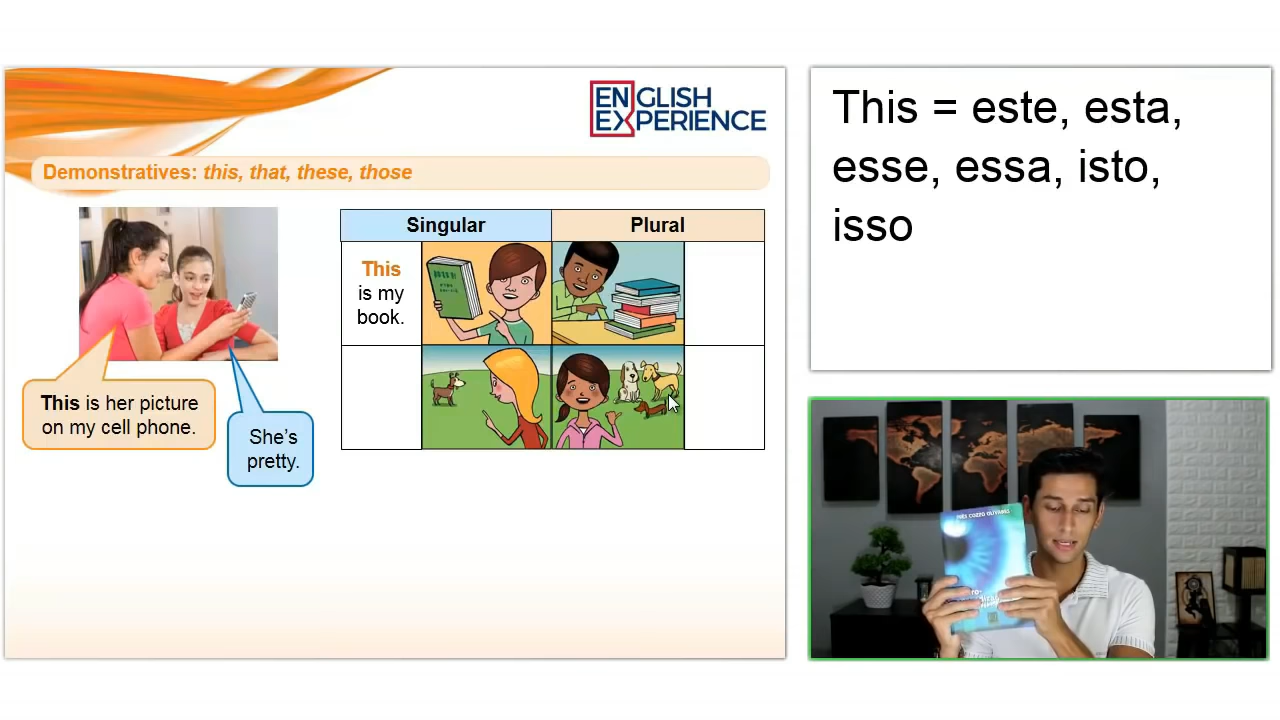 ENGLISH
EXPERIENCE
Demonstratives: this, that, these, those
Singular
Plural
This
is my
book.
This is her picture
on my cell phone.
She's
pretty.
This = este, esta,
esse, essa, isto,
isso